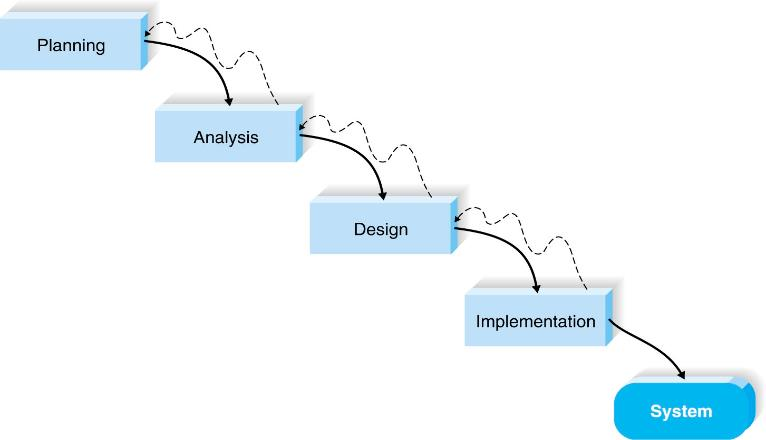 Planning
Analysis
Design
Implementation
System